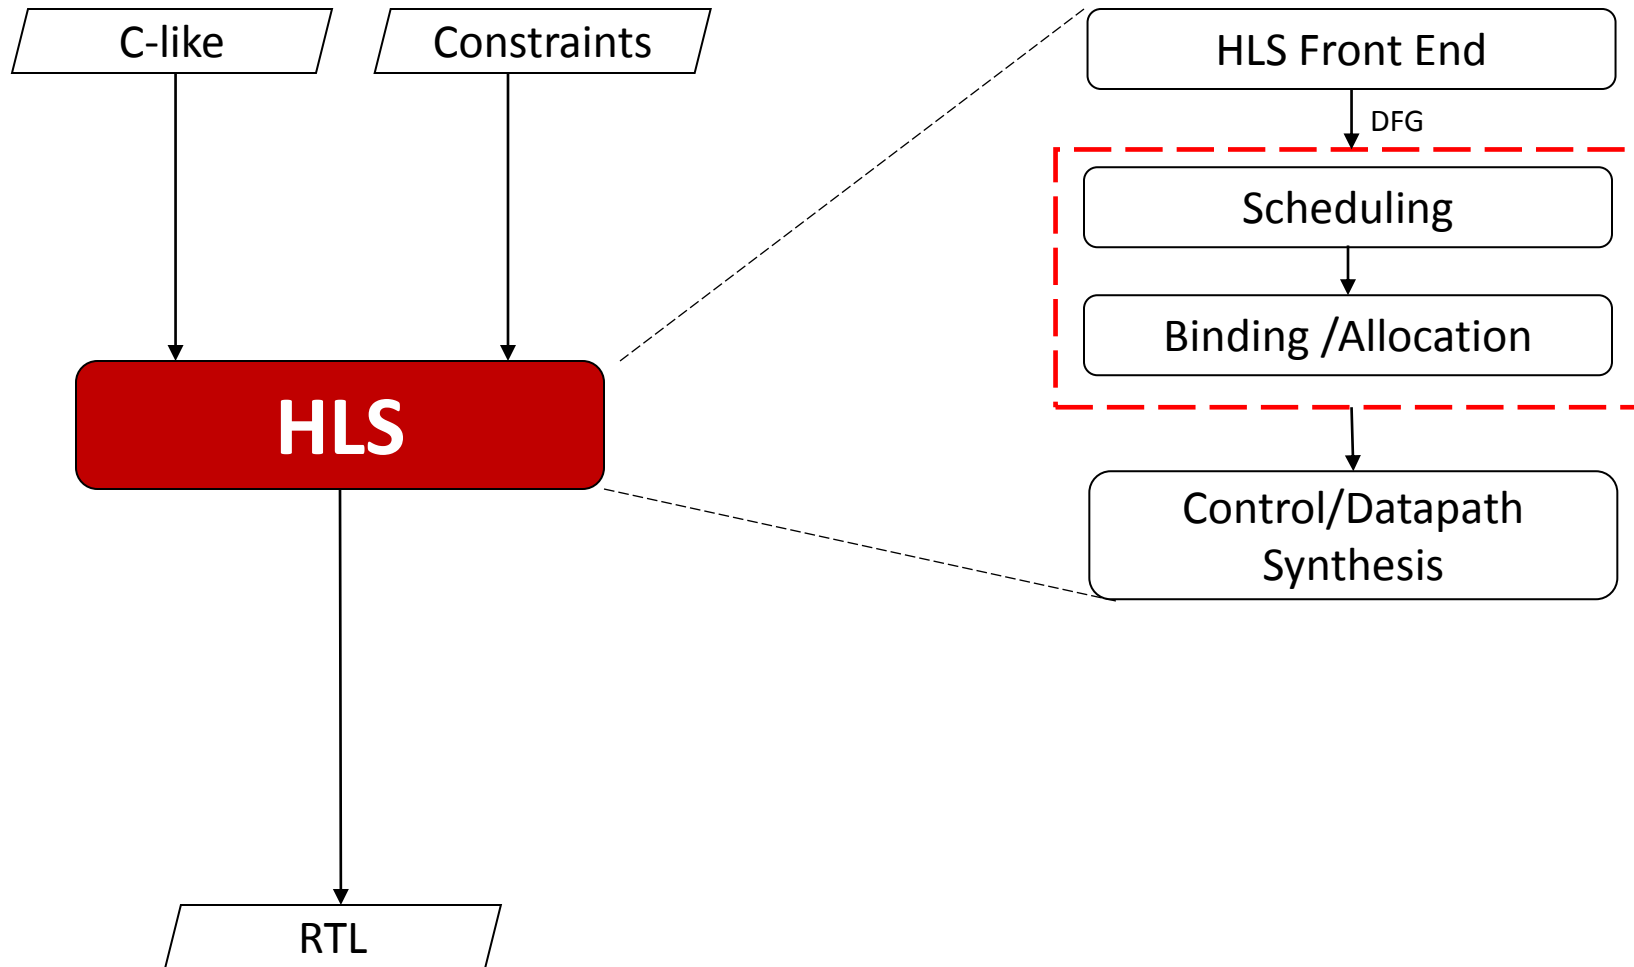 C-like
Constraints
HLS
RTL
HLS Front End
DFG
Scheduling
Binding /Allocation
Control/Datapath
Synthesis